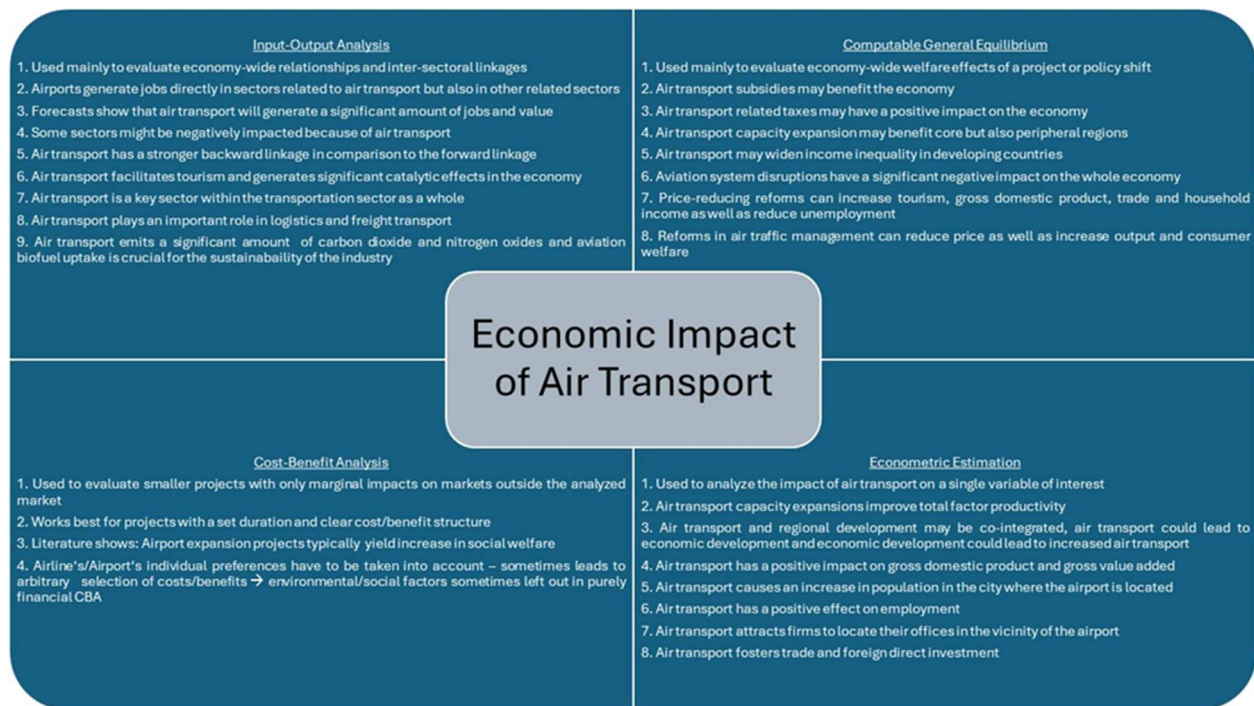 Input-Output Analysis
1. Used mainly to evaluate economy-wide relationships and inter-sectoral linkages
2. Airports generate jobs directly in sectors related to air transport but also in other related sectors
3. Forecasts show that air transport will generate a significant amount of jobs and value
4. Some sectors might be negatively impacted because of air transport
5. Air transport has a stronger backward linkage in comparison to the forward linkage
6. Air transport facilitates tourism and generates significant catalytic effects in the economy
7. Air transport is a key sector within the transportation sector as a whole
8. Air transport plays an important role in logistics and freight transport
9. Air transport emits a significant amount of carbon dioxide and nitrogen oxides and aviation
biofuel uptake is crucial for the sustainabaility of the industry
Computable General Equilibrium
1. Used mainly to evaluate economy-wide welfare effects of a project or policy shift
2. Air transport subsidies may benefit the economy
3. Air transport related taxes may have a positive impact on the economy
4. Air transport capacity expansion may benefit core but also peripheral regions
5. Air transport may widen income inequality in developing countries
6. Aviation system disruptions have a significant negative impact on the whole economy
7. Price-reducing reforms can increase tourism, gross domestic product, trade and household
income as well as reduce unemployment
8. Reforms in air traffic management can reduce price as well as increase output and consumer
welfare
Economic Impact
of Air Transport
Cost-Benefit Analysis
1. Used to evaluate smaller projects with only marginal impacts on markets outside the analyzed
market
2. Works best for projects with a set duration and clear cost/benefit structure
3. Literature shows: Airport expansion projects typically yield increase in social welfare
4. Airline's/Airport's individual preferences have to be taken into account – sometimes leads to
arbitrary selection of costs/benefits → environmental/social factors sometimes left out in purely
financial CBA
Econometric Estimation
1. Used to analyze the impact of air transport on a single variable of interest
2. Air transport capacity expansions improve total factor productivity
3. Air transport and regional development may be co-integrated, air transport could lead to
economic development and economic development could lead to increased air transport
4. Air transport has a positive impact on gross domestic product and gross value added
5. Air transport causes an increase in population in the city where the airport is located
6. Air transport has a positive effect on employment
7. Air transport attracts firms to locate their offices in the vicinity of the airport
8. Air transport fosters trade and foreign direct investment